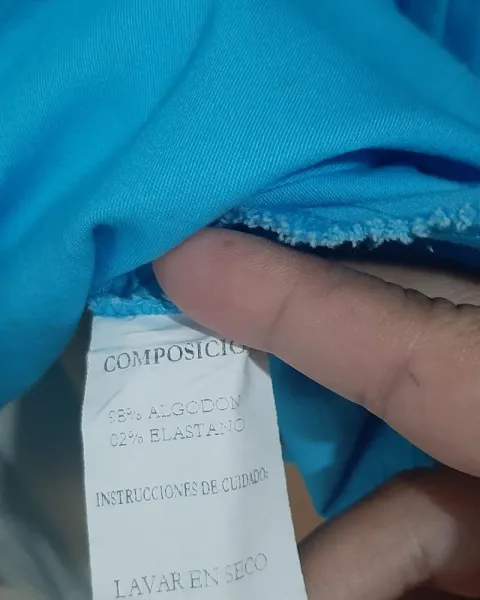 COMPOSICIO
98% ALGODON
02% ELASTANO
INSTRUCCIONES DE CUIDADO:
LAVAR EN SECO